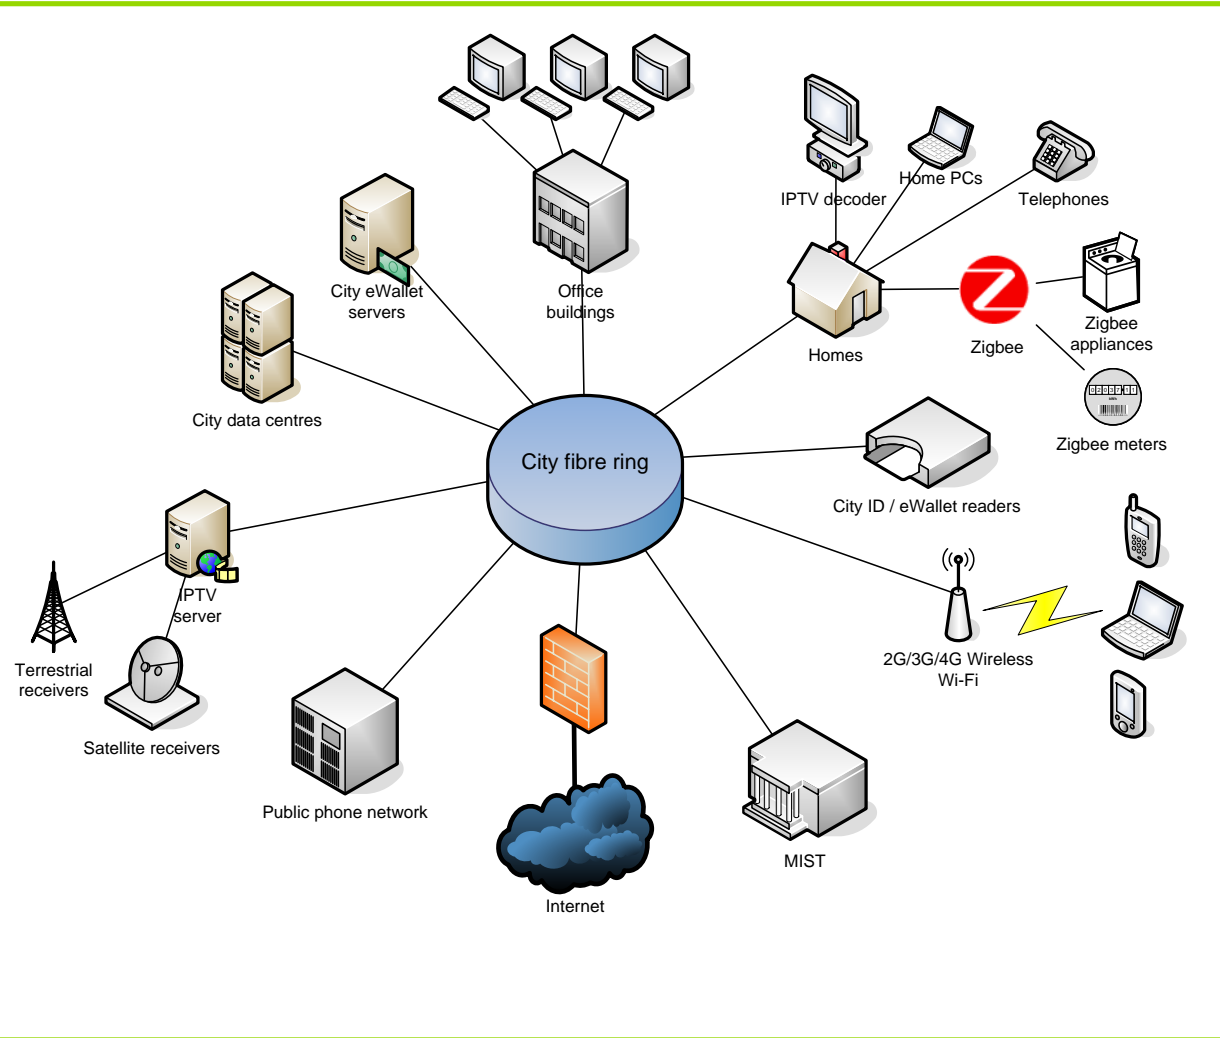 IPTV decoder
Home PCs
Telephones
City eWallet
servers
Office
buildings
Homes
Z
Zigbee
Zigbee
appliances
City data centres
Zigbee meters
City fibre ring
City ID / eWallet readers
IPTV
server
Terrestrial
receivers
Satellite receivers
2G/3G/4G Wireless
Wi-Fi
Public phone network
MIST
Internet